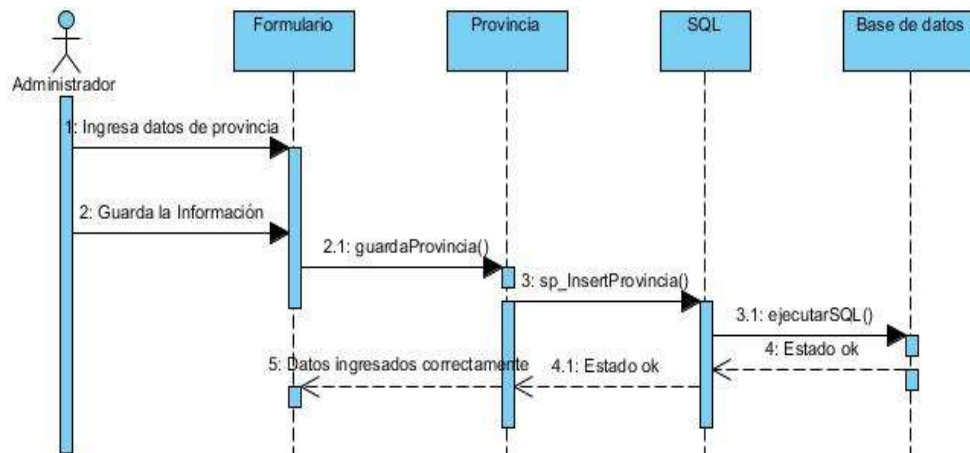 Formulario
Provincia
SQL
Base de datos
Administrador
1: Ingresa datos de provincia
2: Guarda la Información
2.1: guardaProvincia()
3: sp_InsertProvincia()
3.1: ejecutarSQL()
4: Estado ok
4.1: Estado ok
5: Datos ingresados correctamente